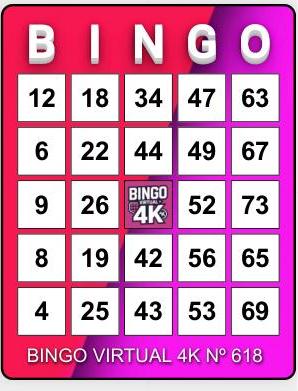 B I N G O
12 18 34 47 63
6 22 44 49 67
9 26 BINGO VIRTUAL 4K 52 73
8 19 42 56 65
4 25 43 53 69
BINGO VIRTUAL 4K Nº 618